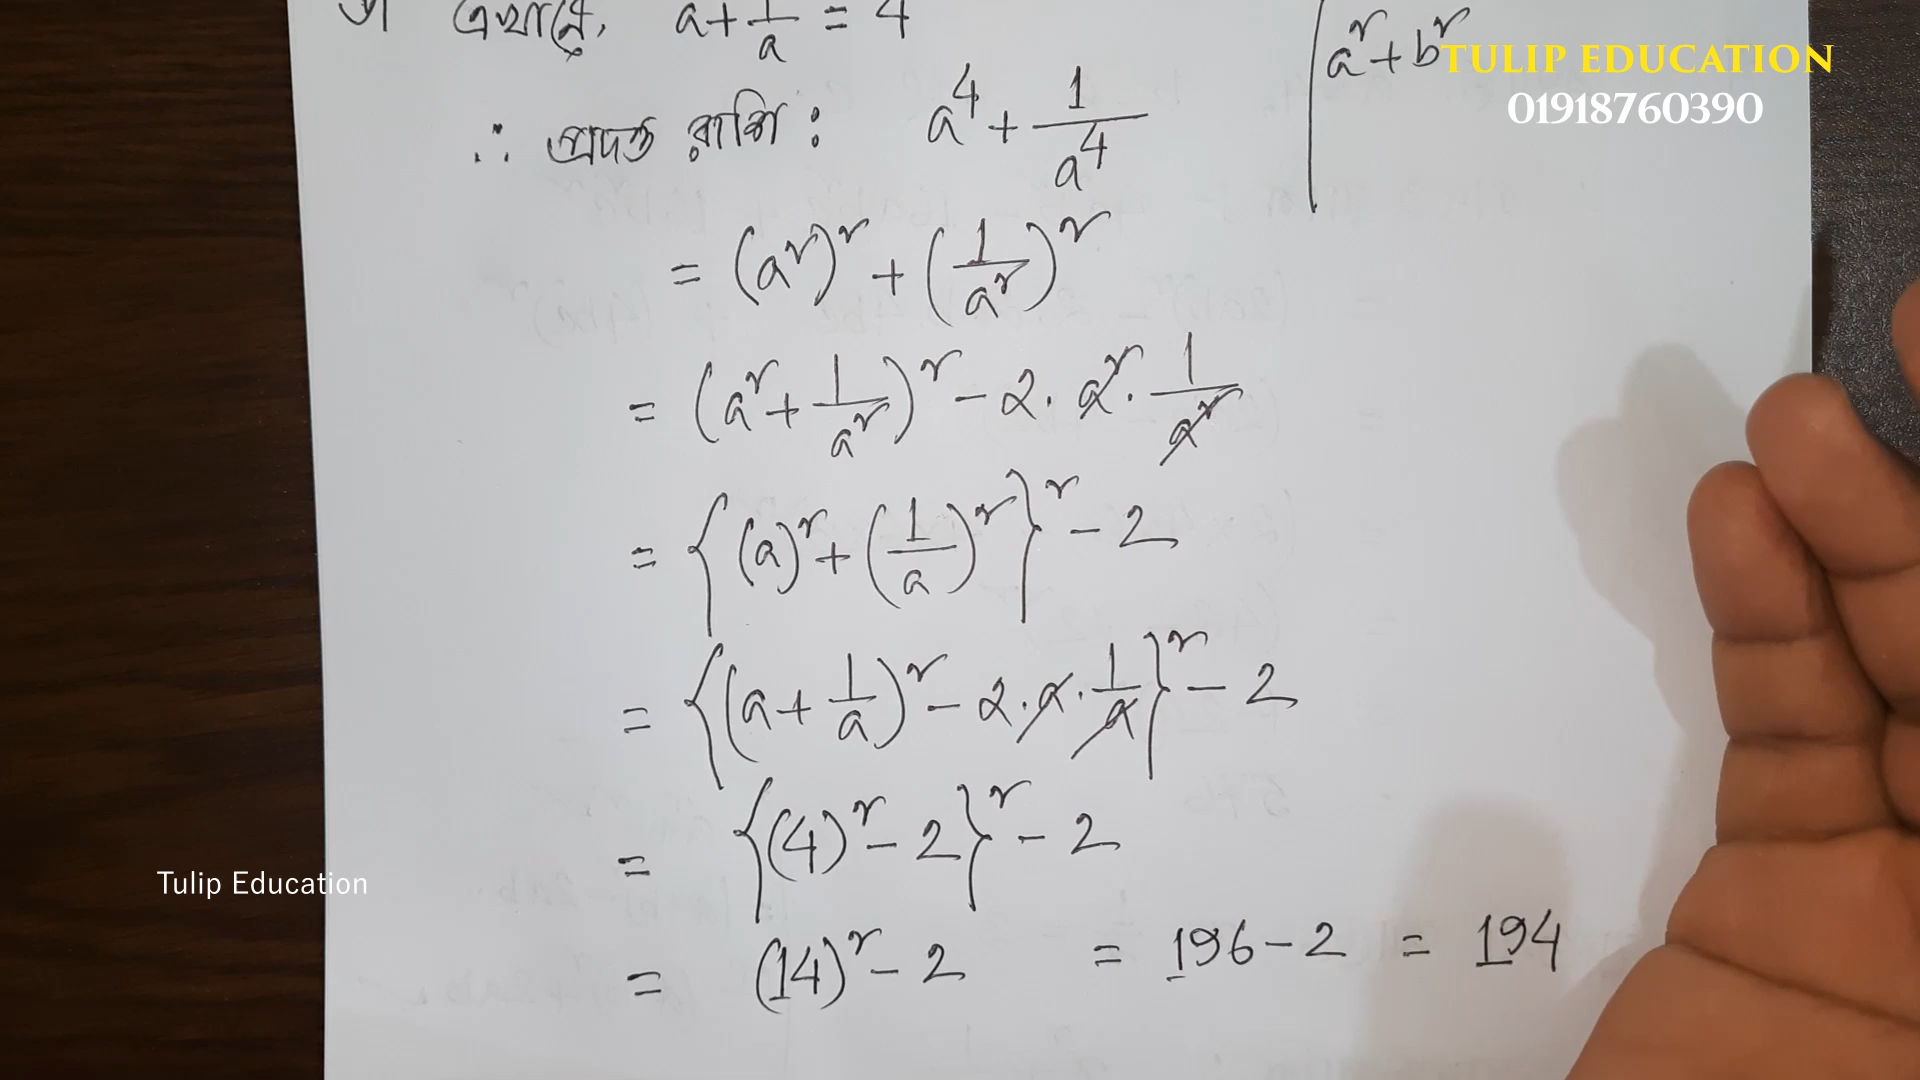 এখানে, a + 1/a = 4
a² + b²
TULIP EDUCATION
01918760390
∴ প্রদত্ত রাশি : a⁴ + 1/a⁴
= (a²)² + (1/a²)²
= (a² + 1/a²)² – 2 . a² . 1/a²
= {(a)² + (1/a)²}² – 2
= {(a + 1/a)² – 2 . a . 1/a}² – 2
= {(4)² – 2}² – 2
Tulip Education
= (14)² – 2 = 196 – 2 = 194